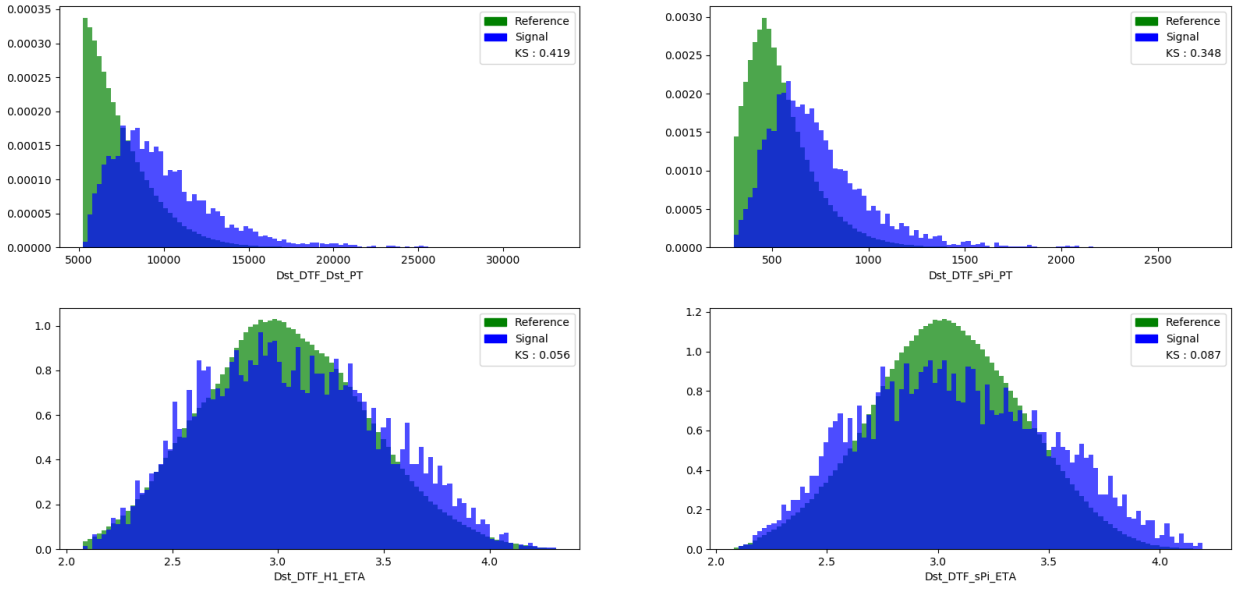 0.00035
0.00030
0.00025
0.00020
0.00015
0.00010
0.00005
0.00000
5000 10000 15000 20000 25000 30000
Dst_DTF_Dst_PT
Reference
Signal
KS : 0.419
0.0030
0.0025
0.0020
0.0015
0.0010
0.0005
0.0000
500 1000 1500 2000 2500
Dst_DTF_sPi_PT
Reference
Signal
KS : 0.348
1.0
0.8
0.6
0.4
0.2
0.0
2.0 2.5 3.0 3.5 4.0
Dst_DTF_H1_ETA
Reference
Signal
KS : 0.056
1.2
1.0
0.8
0.6
0.4
0.2
0.0
2.0 2.5 3.0 3.5 4.0
Dst_DTF_sPi_ETA
Reference
Signal
KS : 0.087